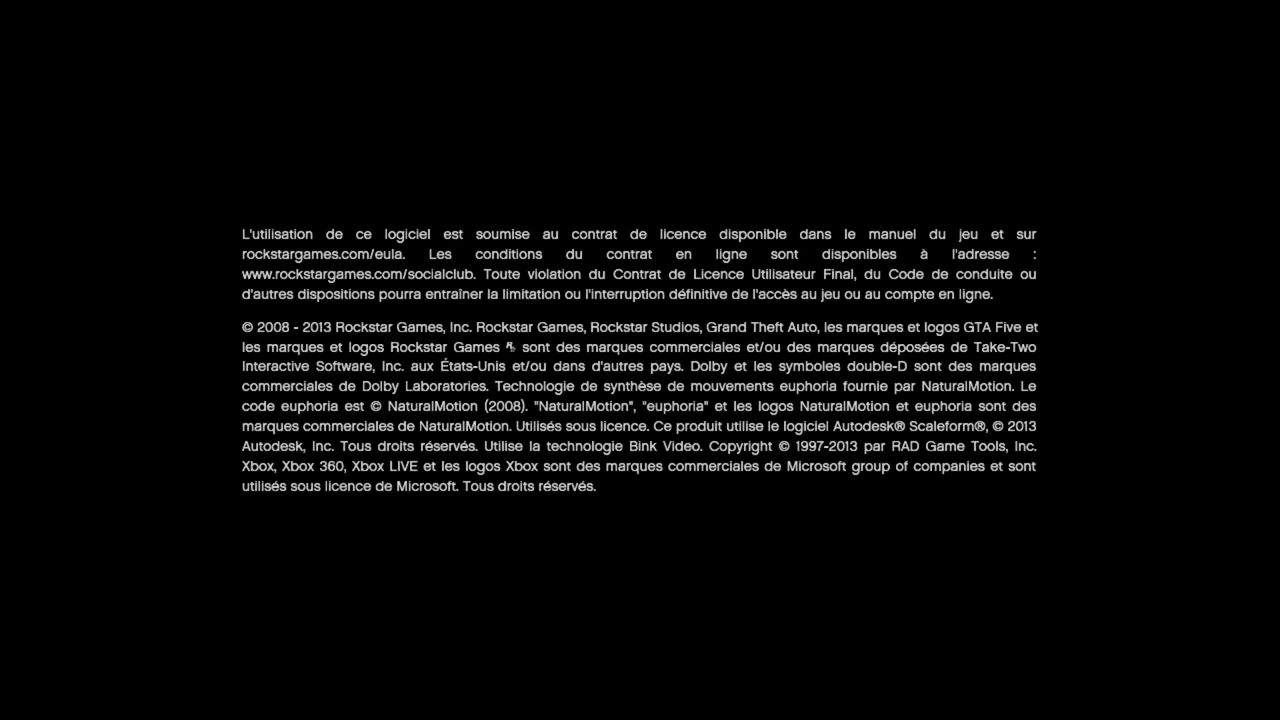 L'utilisation de ce logiciel est soumise au contrat de licence disponible dans le manuel du jeu et sur
rockstargames.com/eula. Les conditions du contrat en ligne sont disponibles à l'adresse :
www.rockstargames.com/socialclub. Toute violation du Contrat de Licence Utilisateur Final, du Code de conduite ou
d'autres dispositions pourra entraîner la limitation ou l'interruption définitive de l'accès au jeu ou au compte en ligne.
© 2008 - 2013 Rockstar Games, Inc. Rockstar Games, Rockstar Studios, Grand Theft Auto, les marques et logos GTA Five et
les marques et logos Rockstar Games R* sont des marques commerciales et/ou des marques déposées de Take-Two
Interactive Software, Inc. aux États-Unis et/ou dans d'autres pays. Dolby et les symboles double-D sont des marques
commerciales de Dolby Laboratories. Technologie de synthèse de mouvements euphoria fournie par NaturalMotion. Le
code euphoria est © NaturalMotion (2008). "NaturalMotion", "euphoria" et les logos NaturalMotion et euphoria sont des
marques commerciales de NaturalMotion. Utilisés sous licence. Ce produit utilise le logiciel Autodesk® Scaleform®, © 2013
Autodesk, Inc. Tous droits réservés. Utilise la technologie Bink Video. Copyright © 1997-2013 par RAD Game Tools, Inc.
Xbox, Xbox 360, Xbox LIVE et les logos Xbox sont des marques commerciales de Microsoft group of companies et sont
utilisés sous licence de Microsoft. Tous droits réservés.